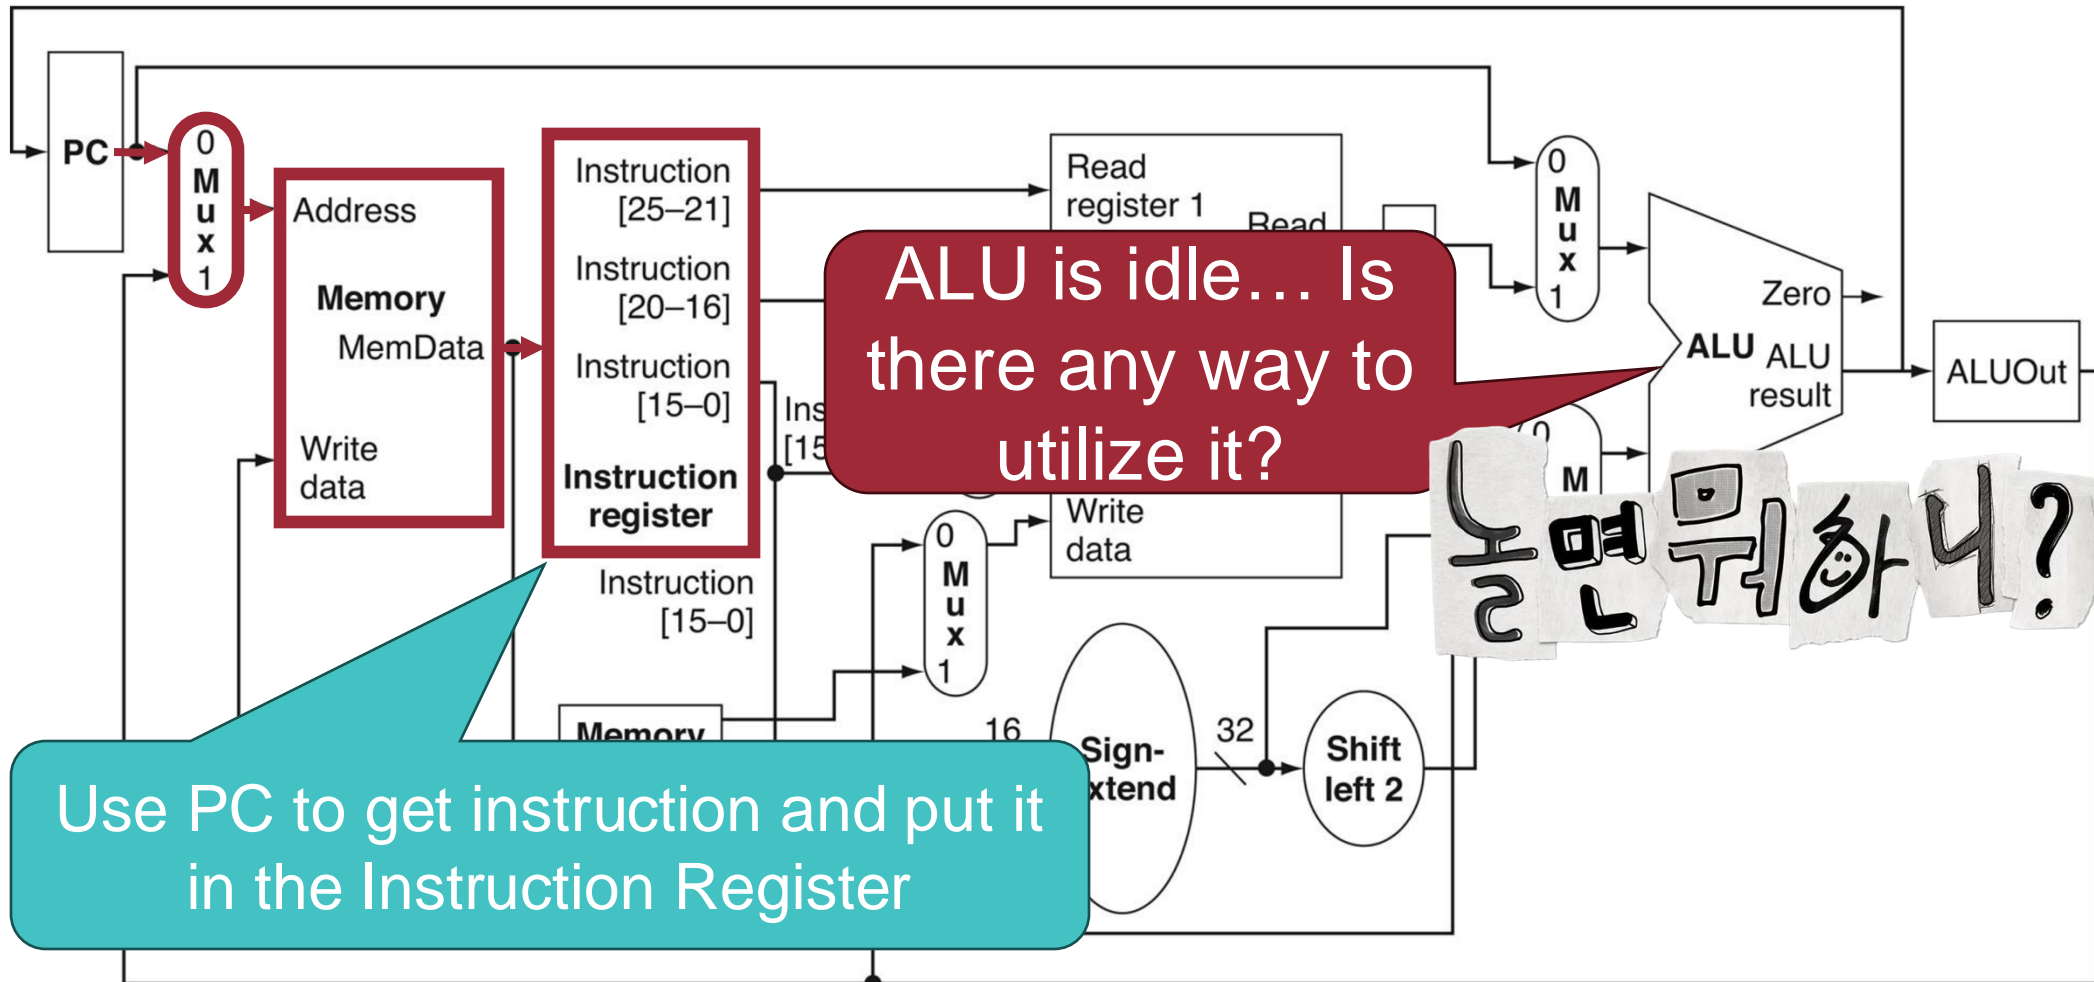 PC
0
M
u
x
1
Address
Memory
MemData
Write
data
Instruction
[25–21]
Instruction
[20–16]
Instruction
[15–0]
Instruction
register
Instruction
[15–0]
Read
register 1
Read
ALU is idle… Is
there any way to
utilize it?
Write
data
0
M
u
x
1
0
M
u
x
1
Zero
ALU
ALU
result
ALUOut
0
M
놀면뭐하니?
Memory
16
Sign-
32
Shift
left 2
Use PC to get instruction and put it
in the Instruction Register